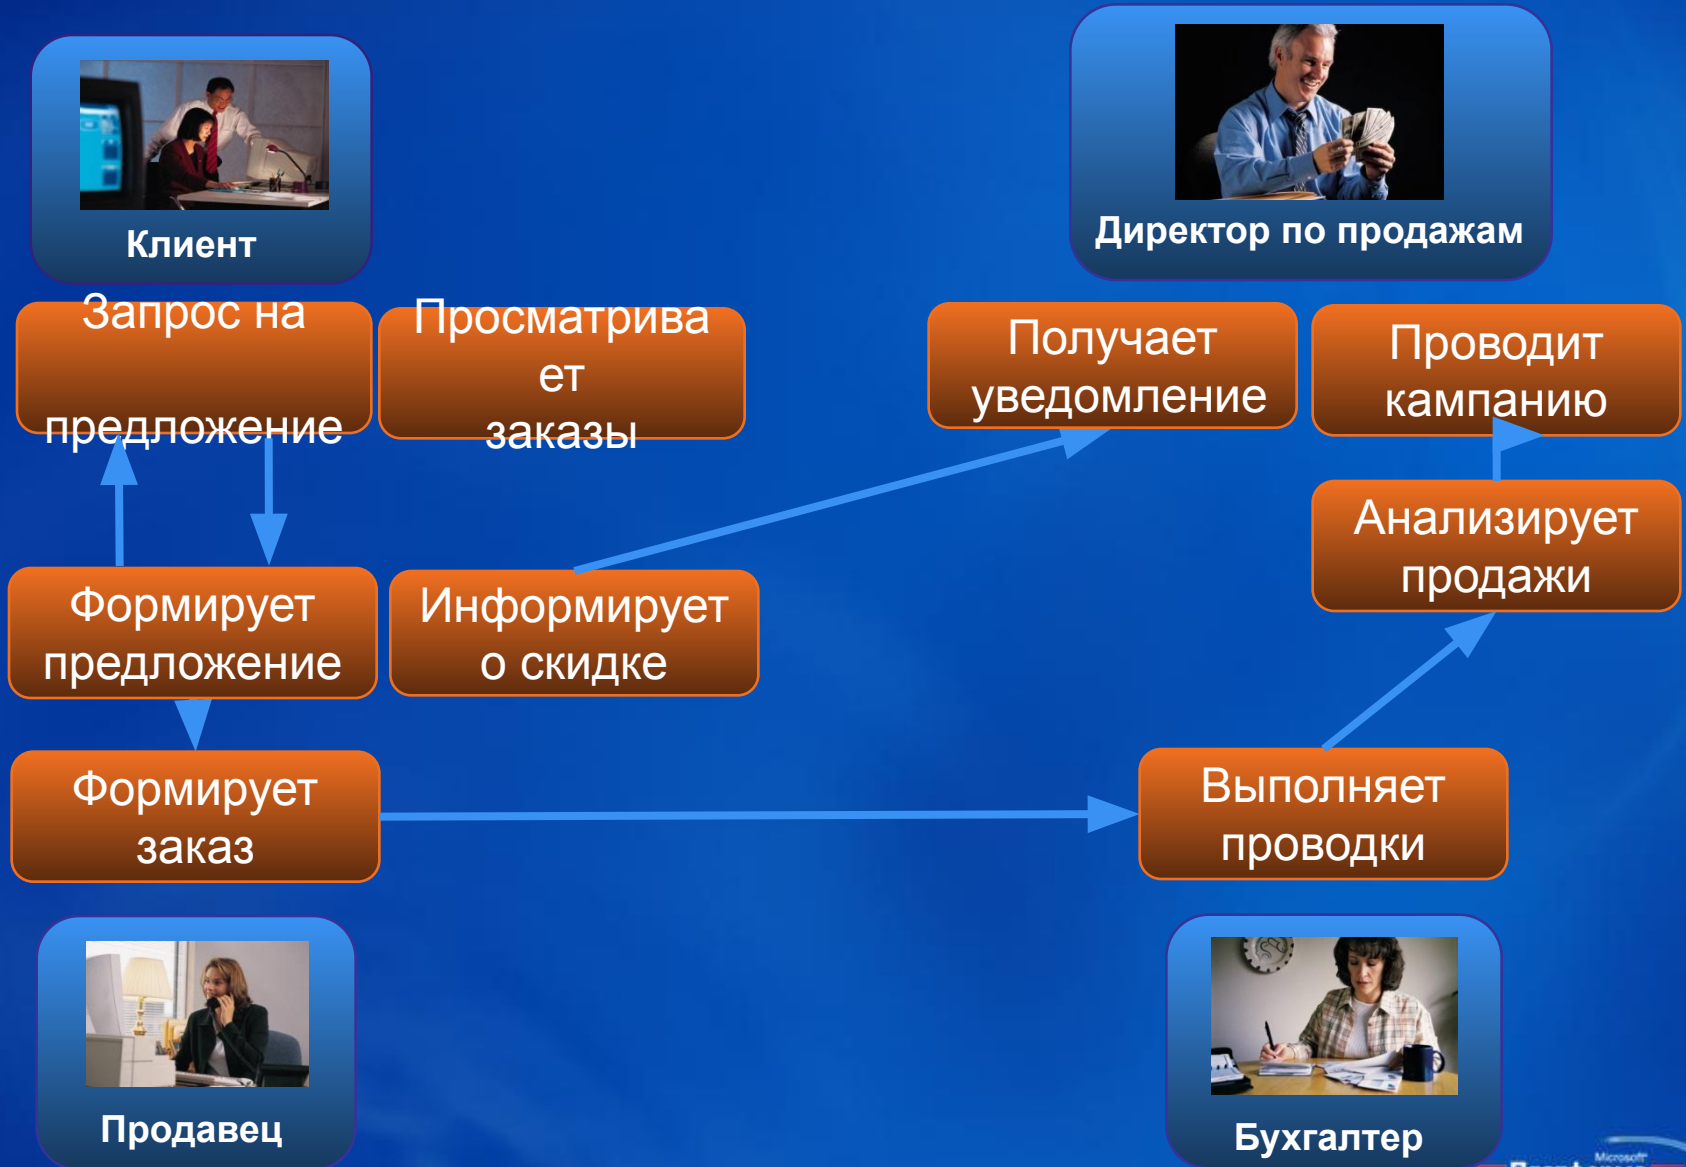 Клиент
Директор по продажам
Запрос на
предложение
Просматрива
ет
заказы
Получает
уведомление
Проводит
кампанию
Анализирует
продажи
Формирует
предложение
Информирует
о скидке
Формирует
заказ
Выполняет
проводки
Продавец
Бухгалтер
Microsoft